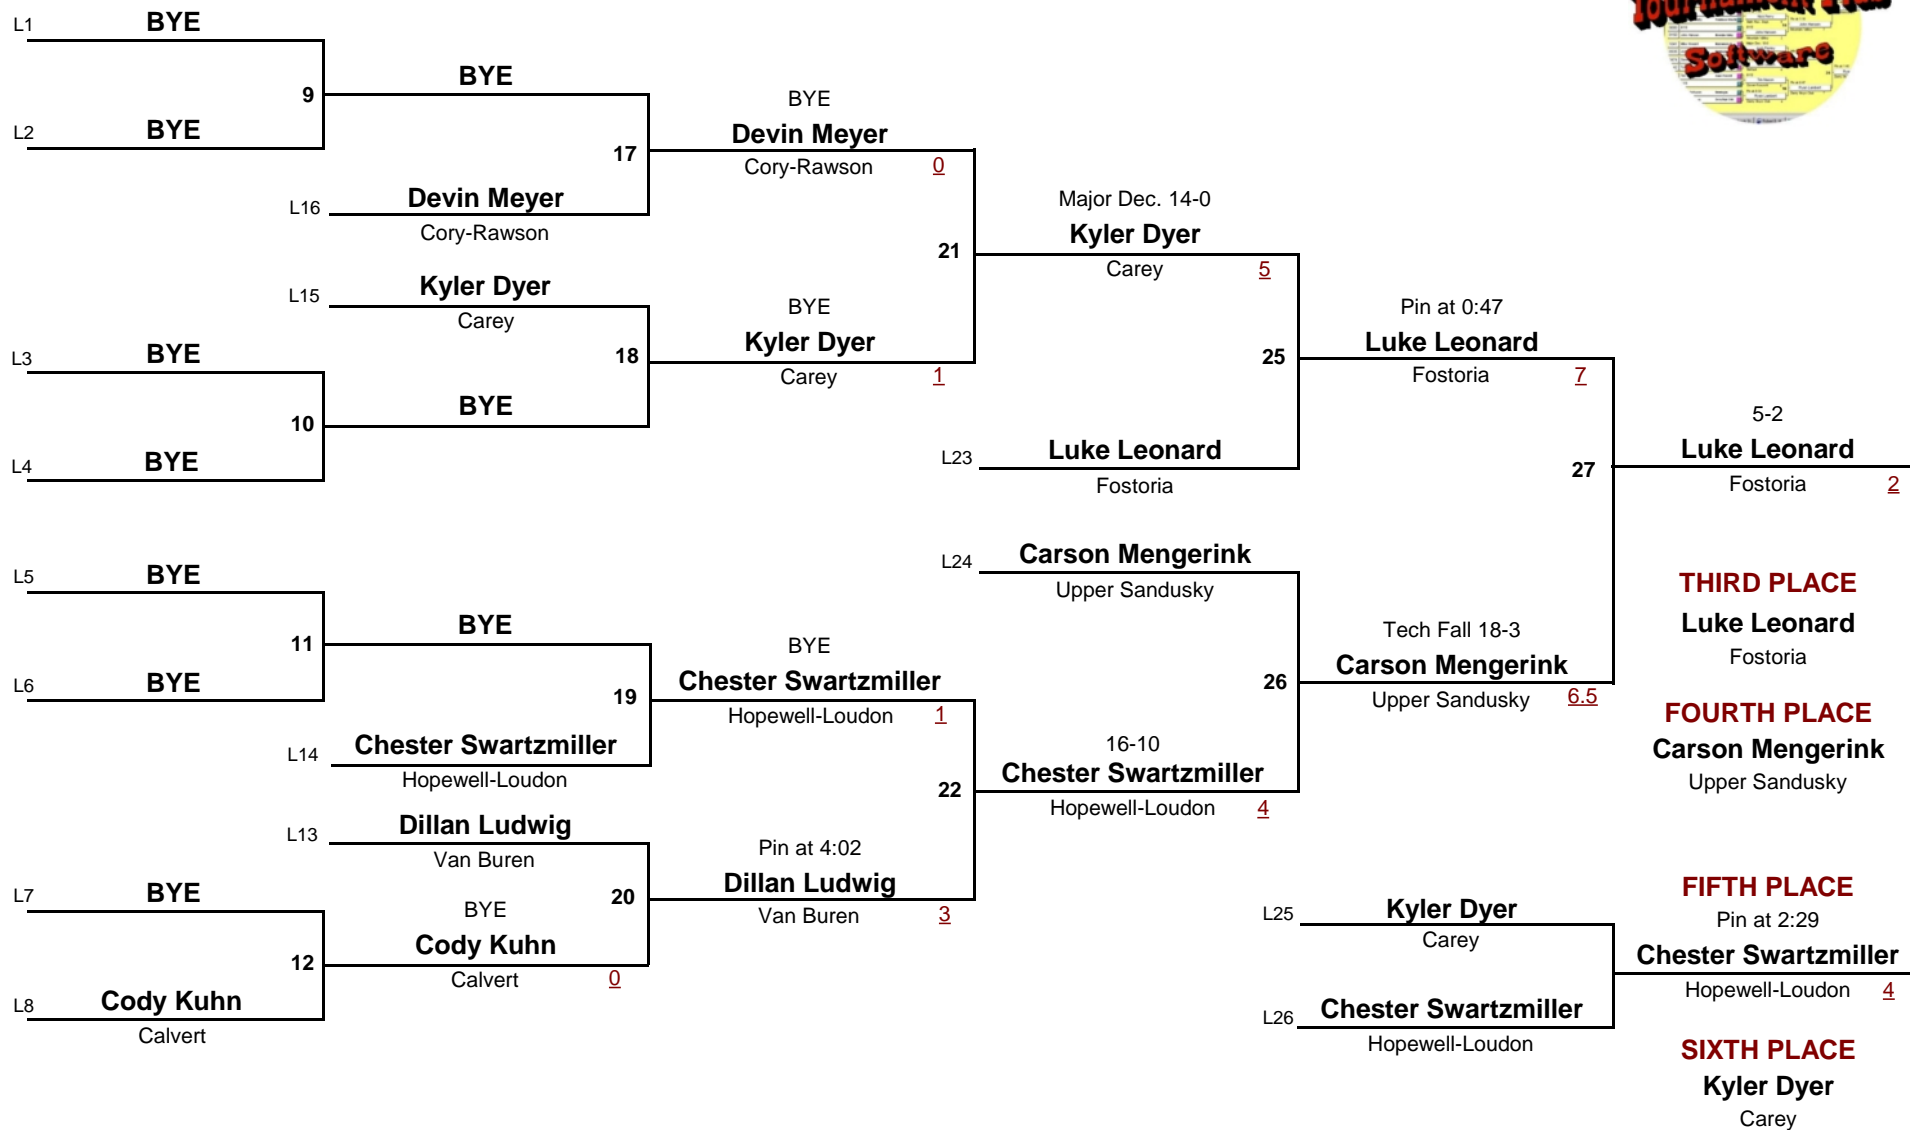 Tournament Plus
Software
L1 BYE
9
L2 BYE
BYE
17
L16 Devin Meyer
Cory-Rawson
BYE
Devin Meyer
Cory-Rawson 0
L15 Kyler Dyer
Carey
L3 BYE
10
L4 BYE
BYE
18
BYE
Kyler Dyer
Carey 1
21
Major Dec. 14-0
Kyler Dyer
Carey 5
25
L23 Luke Leonard
Fostoria
Pin at 0:47
Luke Leonard
Fostoria 7
27
5-2
Luke Leonard
Fostoria 2
L5 BYE
11
L6 BYE
BYE
19
L14 Chester Swartzmiller
Hopewell-Loudon
BYE
Chester Swartzmiller
Hopewell-Loudon 1
L13 Dillan Ludwig
Van Buren
L7 BYE
12
L8 Cody Kuhn
Calvert
BYE
Cody Kuhn
Calvert 0
20
Pin at 4:02
Dillan Ludwig
Van Buren 3
22
16-10
Chester Swartzmiller
Hopewell-Loudon 4
L24 Carson Mengerink
Upper Sandusky
26
Tech Fall 18-3
Carson Mengerink
Upper Sandusky 6.5
THIRD PLACE
Luke Leonard
Fostoria
FOURTH PLACE
Carson Mengerink
Upper Sandusky
L25 Kyler Dyer
Carey
L26 Chester Swartzmiller
Hopewell-Loudon
FIFTH PLACE
Pin at 2:29
Chester Swartzmiller
Hopewell-Loudon 4
SIXTH PLACE
Kyler Dyer
Carey